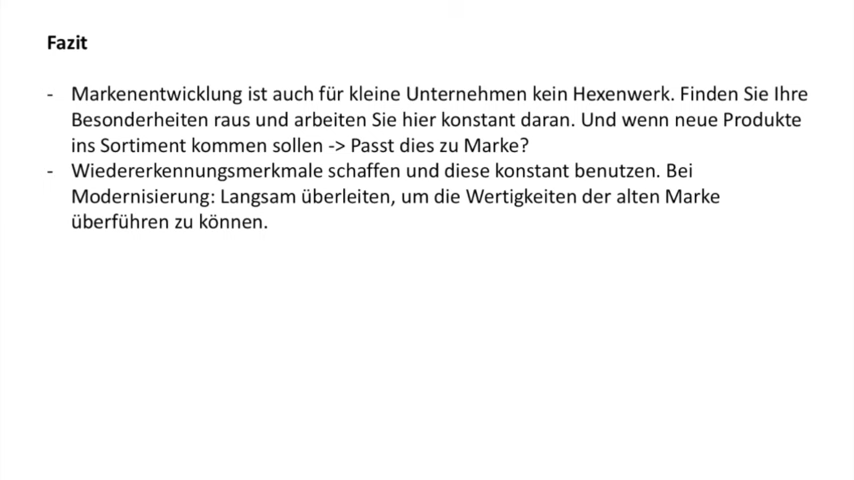 Fazit
- Markenentwicklung ist auch für kleine Unternehmen kein Hexenwerk. Finden Sie Ihre
Besonderheiten raus und arbeiten Sie hier konstant daran. Und wenn neue Produkte
ins Sortiment kommen sollen -> Passt dies zu Marke?
- Wiedererkennungsmerkmale schaffen und diese konstant benutzen. Bei
Modernisierung: Langsam überleiten, um die Wertigkeiten der alten Marke
überführen zu können.